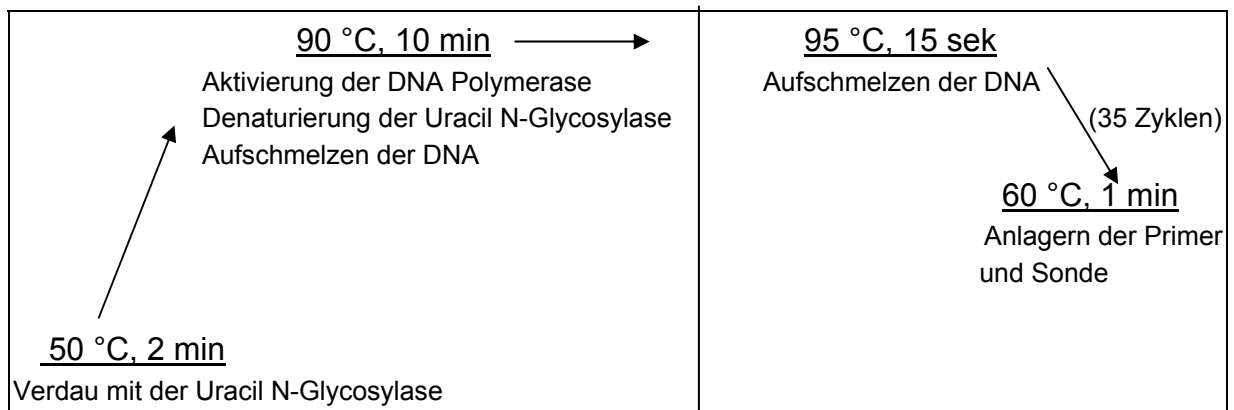 90 °C, 10 min
Aktivierung der DNA Polymerase
Denaturierung der Uracil N-Glycosylase
Aufschmelzen der DNA
50 °C, 2 min
Verdau mit der Uracil N-Glycosylase
95 °C, 15 sek
Aufschmelzen der DNA
(35 Zyklen)
60 °C, 1 min
Anlagern der Primer
und Sonde